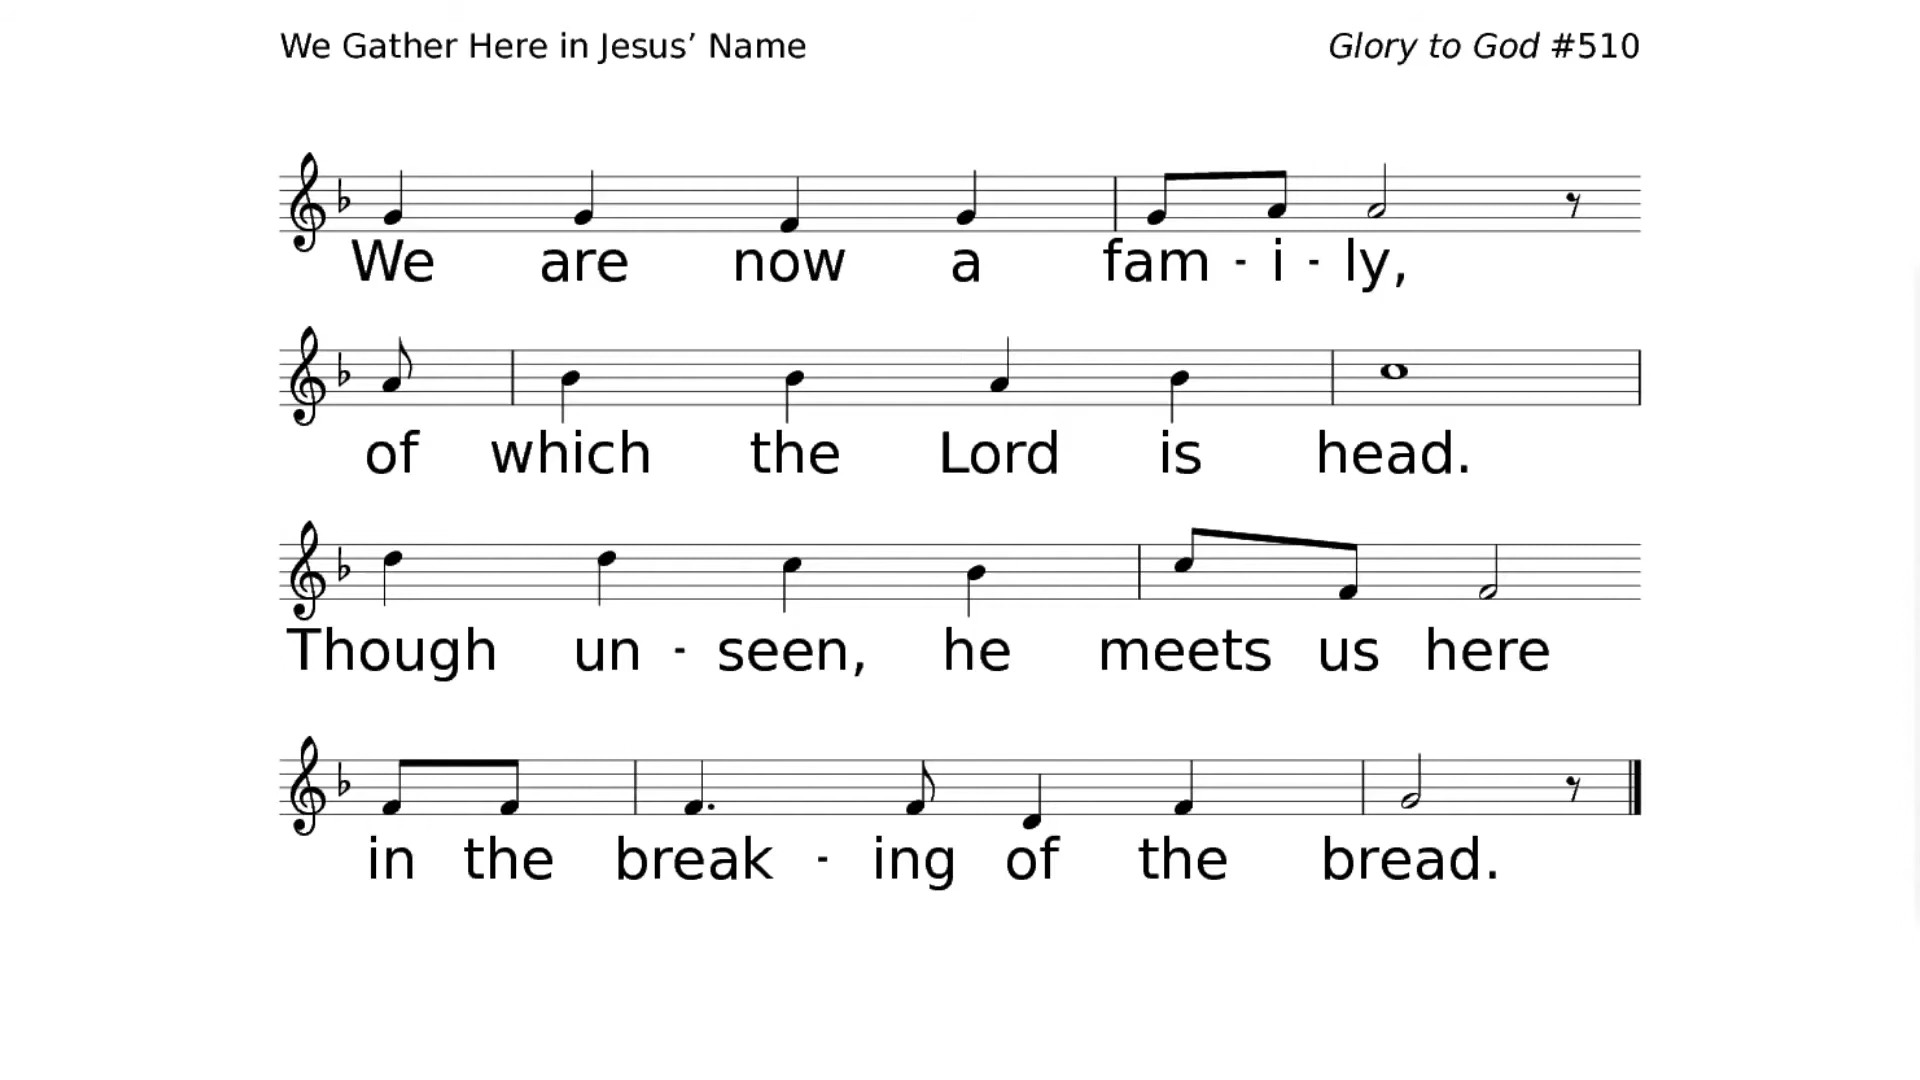 We Gather Here in Jesus’ Name Glory to God #510
We are now a fam - i - ly,
of which the Lord is head.
Though un - seen, he meets us here
in the break - ing of the bread.